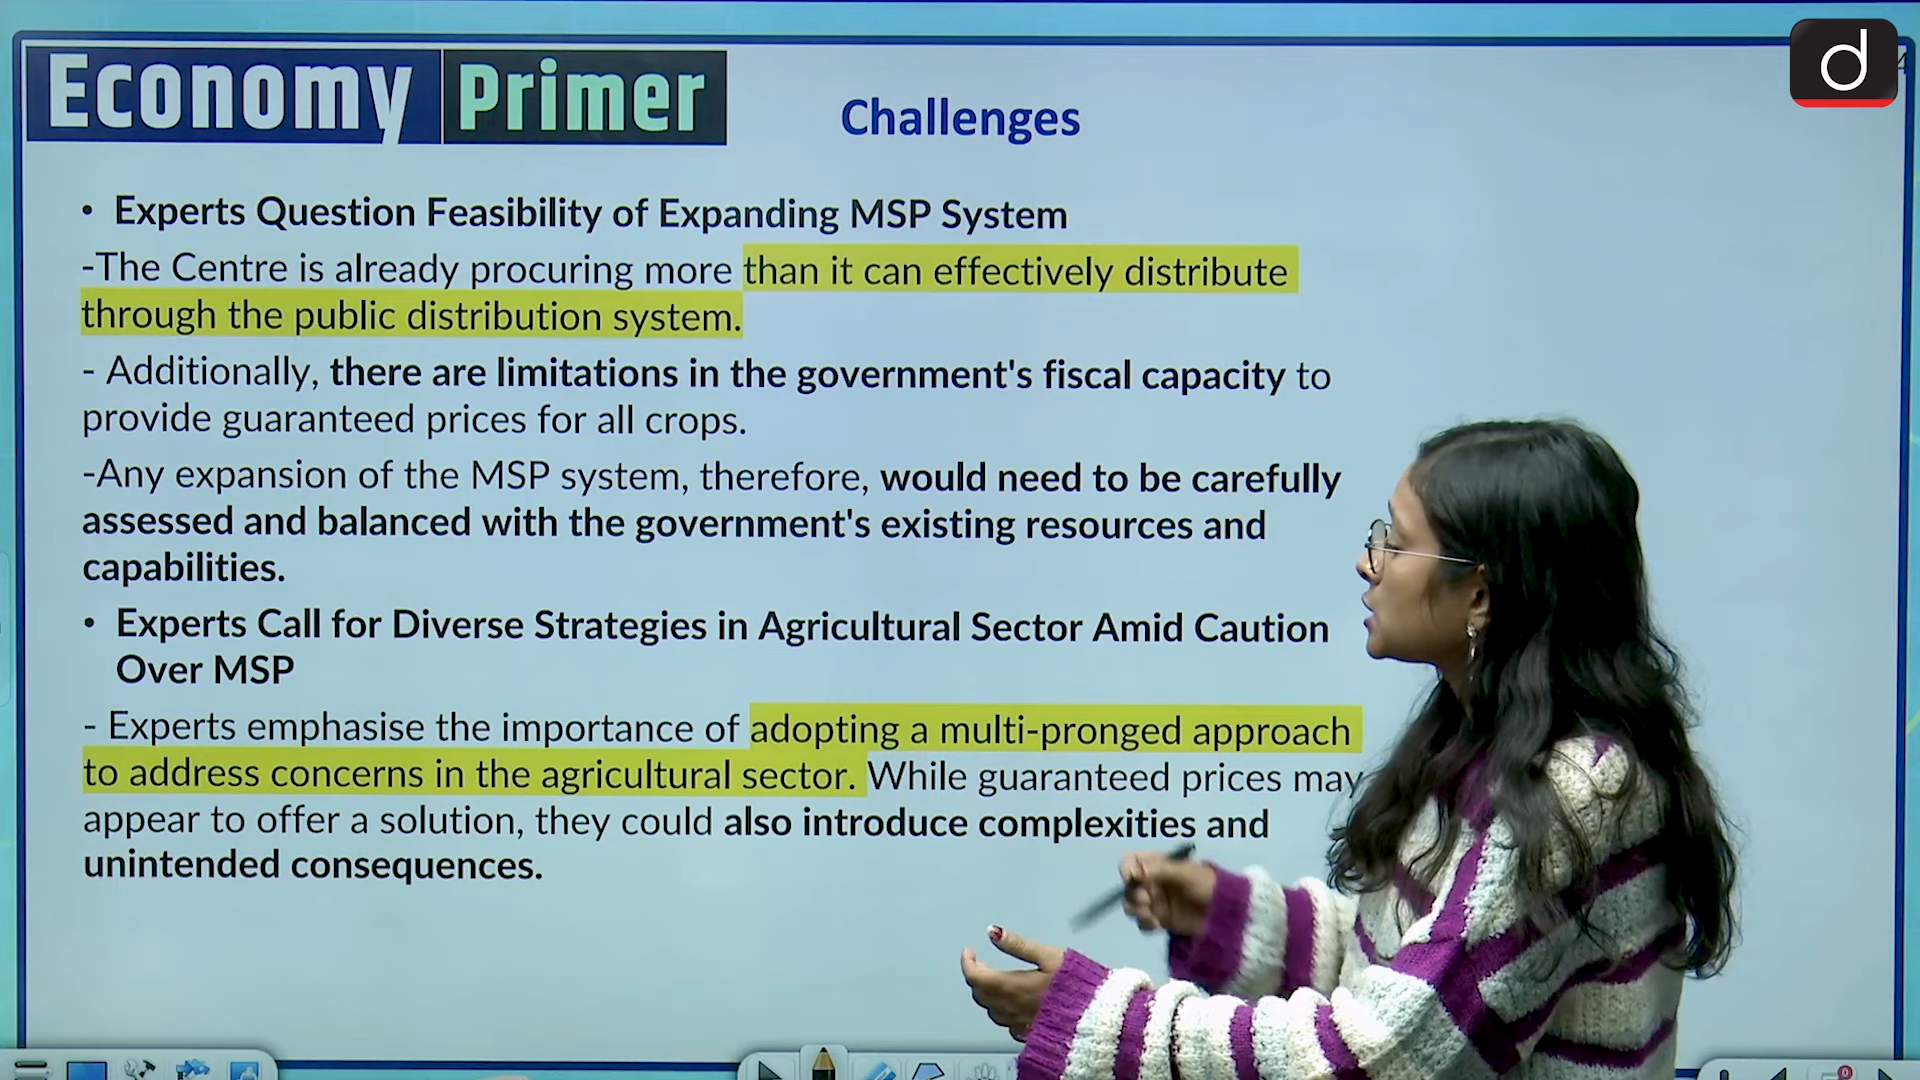 Economy Primer
Challenges
d
4
• Experts Question Feasibility of Expanding MSP System
-The Centre is already procuring more than it can effectively distribute
through the public distribution system.
- Additionally, there are limitations in the government's fiscal capacity to
provide guaranteed prices for all crops.
-Any expansion of the MSP system, therefore, would need to be carefully
assessed and balanced with the government's existing resources and
capabilities.
• Experts Call for Diverse Strategies in Agricultural Sector Amid Caution
Over MSP
- Experts emphasise the importance of adopting a multi-pronged approach
to address concerns in the agricultural sector. While guaranteed prices may
appear to offer a solution, they could also introduce complexities and
unintended consequences.
0